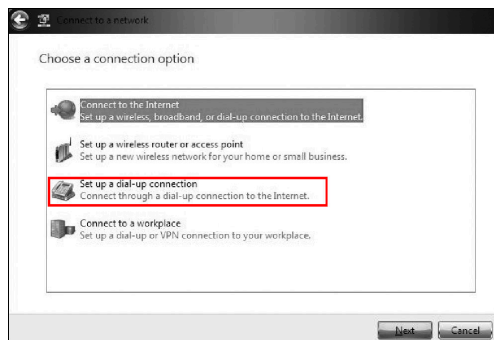 Connect to a network
Choose a connection option
Connect to the Internet
Set up a wireless, broadband, or dial-up connection to the Internet.
Set up a wireless router or access point
Set up a new wireless network for your home or small business.
Set up a dial-up connection
Connect through a dial-up connection to the Internet.
Connect to a workplace
Set up a dial-up or VPN connection to your workplace.
Next Cancel